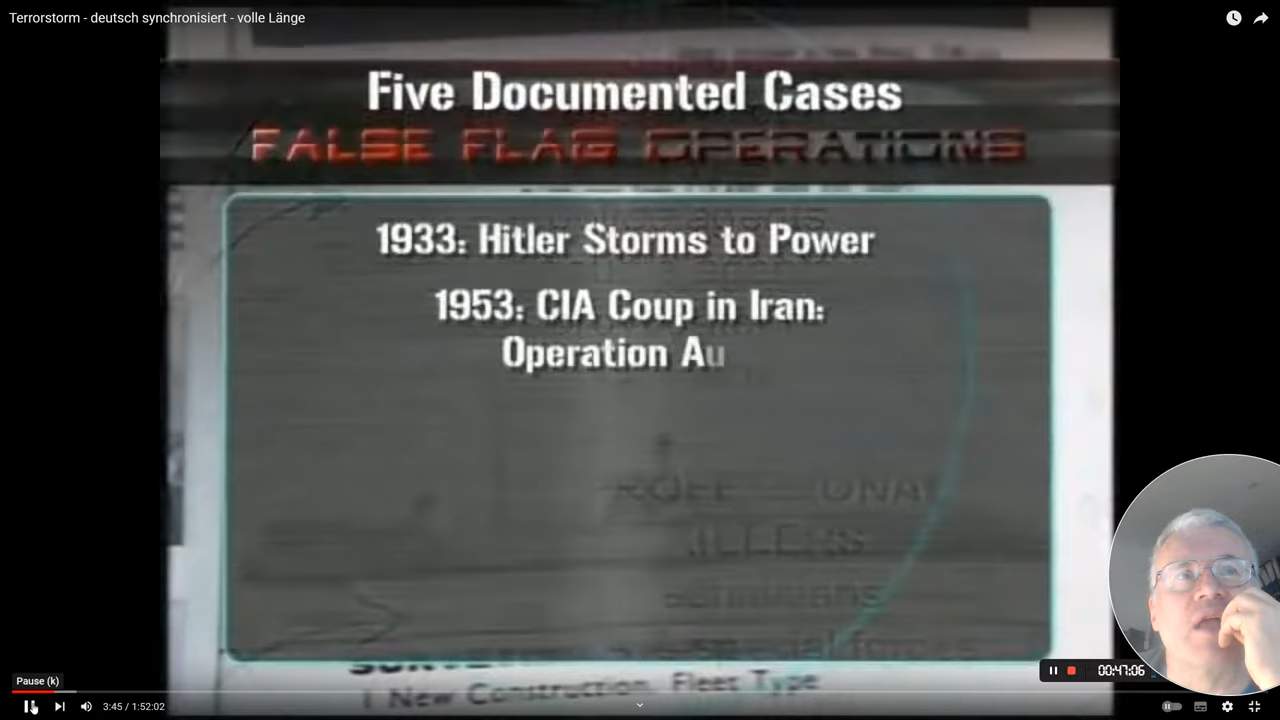 Terrorstorm - deutsch synchronisiert - volle Länge
Five Documented Cases
FALSE FLAG OPERATIONS
1933: Hitler Storms to Power
1953: CIA Coup in Iran:
Operation Au
1 New Construction, Fleet Type
00:47:06
Pause (k)
3:45 / 1:52:02